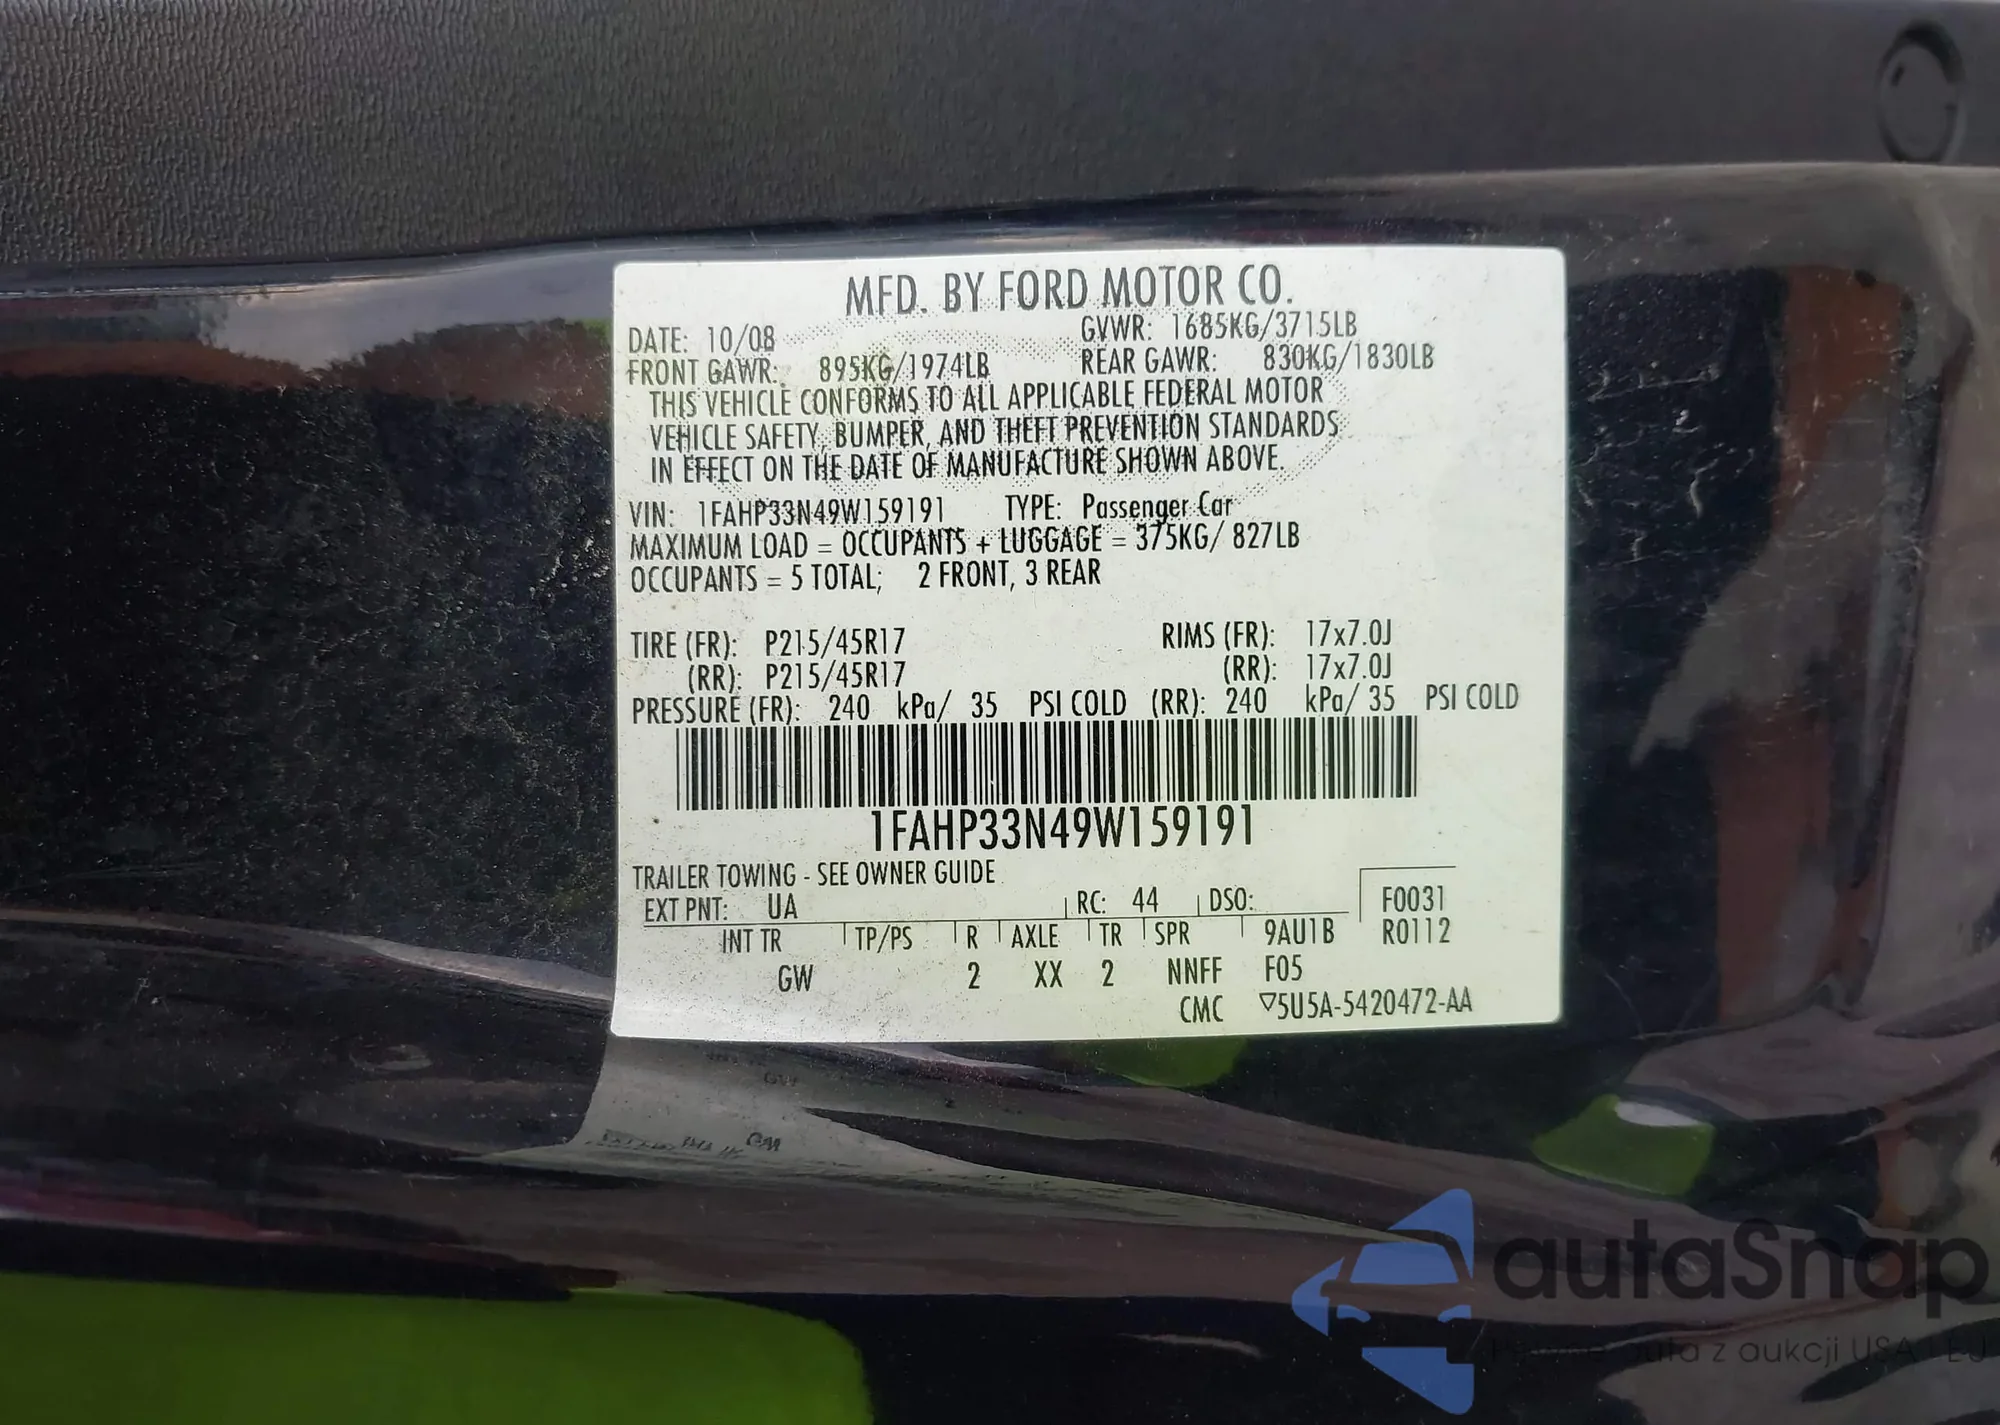 MFD. BY FORD MOTOR CO.
DATE: 10/08 GVWR: 1685KG/3715LB
FRONT GAWR: 895KG/1974LB REAR GAWR: 830KG/1830LB
THIS VEHICLE CONFORMS TO ALL APPLICABLE FEDERAL MOTOR
VEHICLE SAFETY, BUMPER, AND THEFT PREVENTION STANDARDS
IN EFFECT ON THE DATE OF MANUFACTURE SHOWN ABOVE.
VIN: 1FAHP33N49W159191 TYPE: Passenger Car
MAXIMUM LOAD = OCCUPANTS + LUGGAGE = 375KG/ 827LB
OCCUPANTS = 5 TOTAL; 2 FRONT, 3 REAR
TIRE (FR): P215/45R17 RIMS (FR): 17x7.0J
(RR): P215/45R17 (RR): 17x7.0J
PRESSURE (FR): 240 kPa/ 35 PSI COLD (RR): 240 kPa/ 35 PSI COLD
1FAHP33N49W159191
TRAILER TOWING - SEE OWNER GUIDE
EXT PNT: UA RC: 44 DSO: F0031
INT TR TP/PS R AXLE TR SPR 9AU1B R0112
GW 2 XX 2 NNFF F05
CMC ▽5U5A-5420472-AA
autaSnap
auta z aukcji USA i EJ